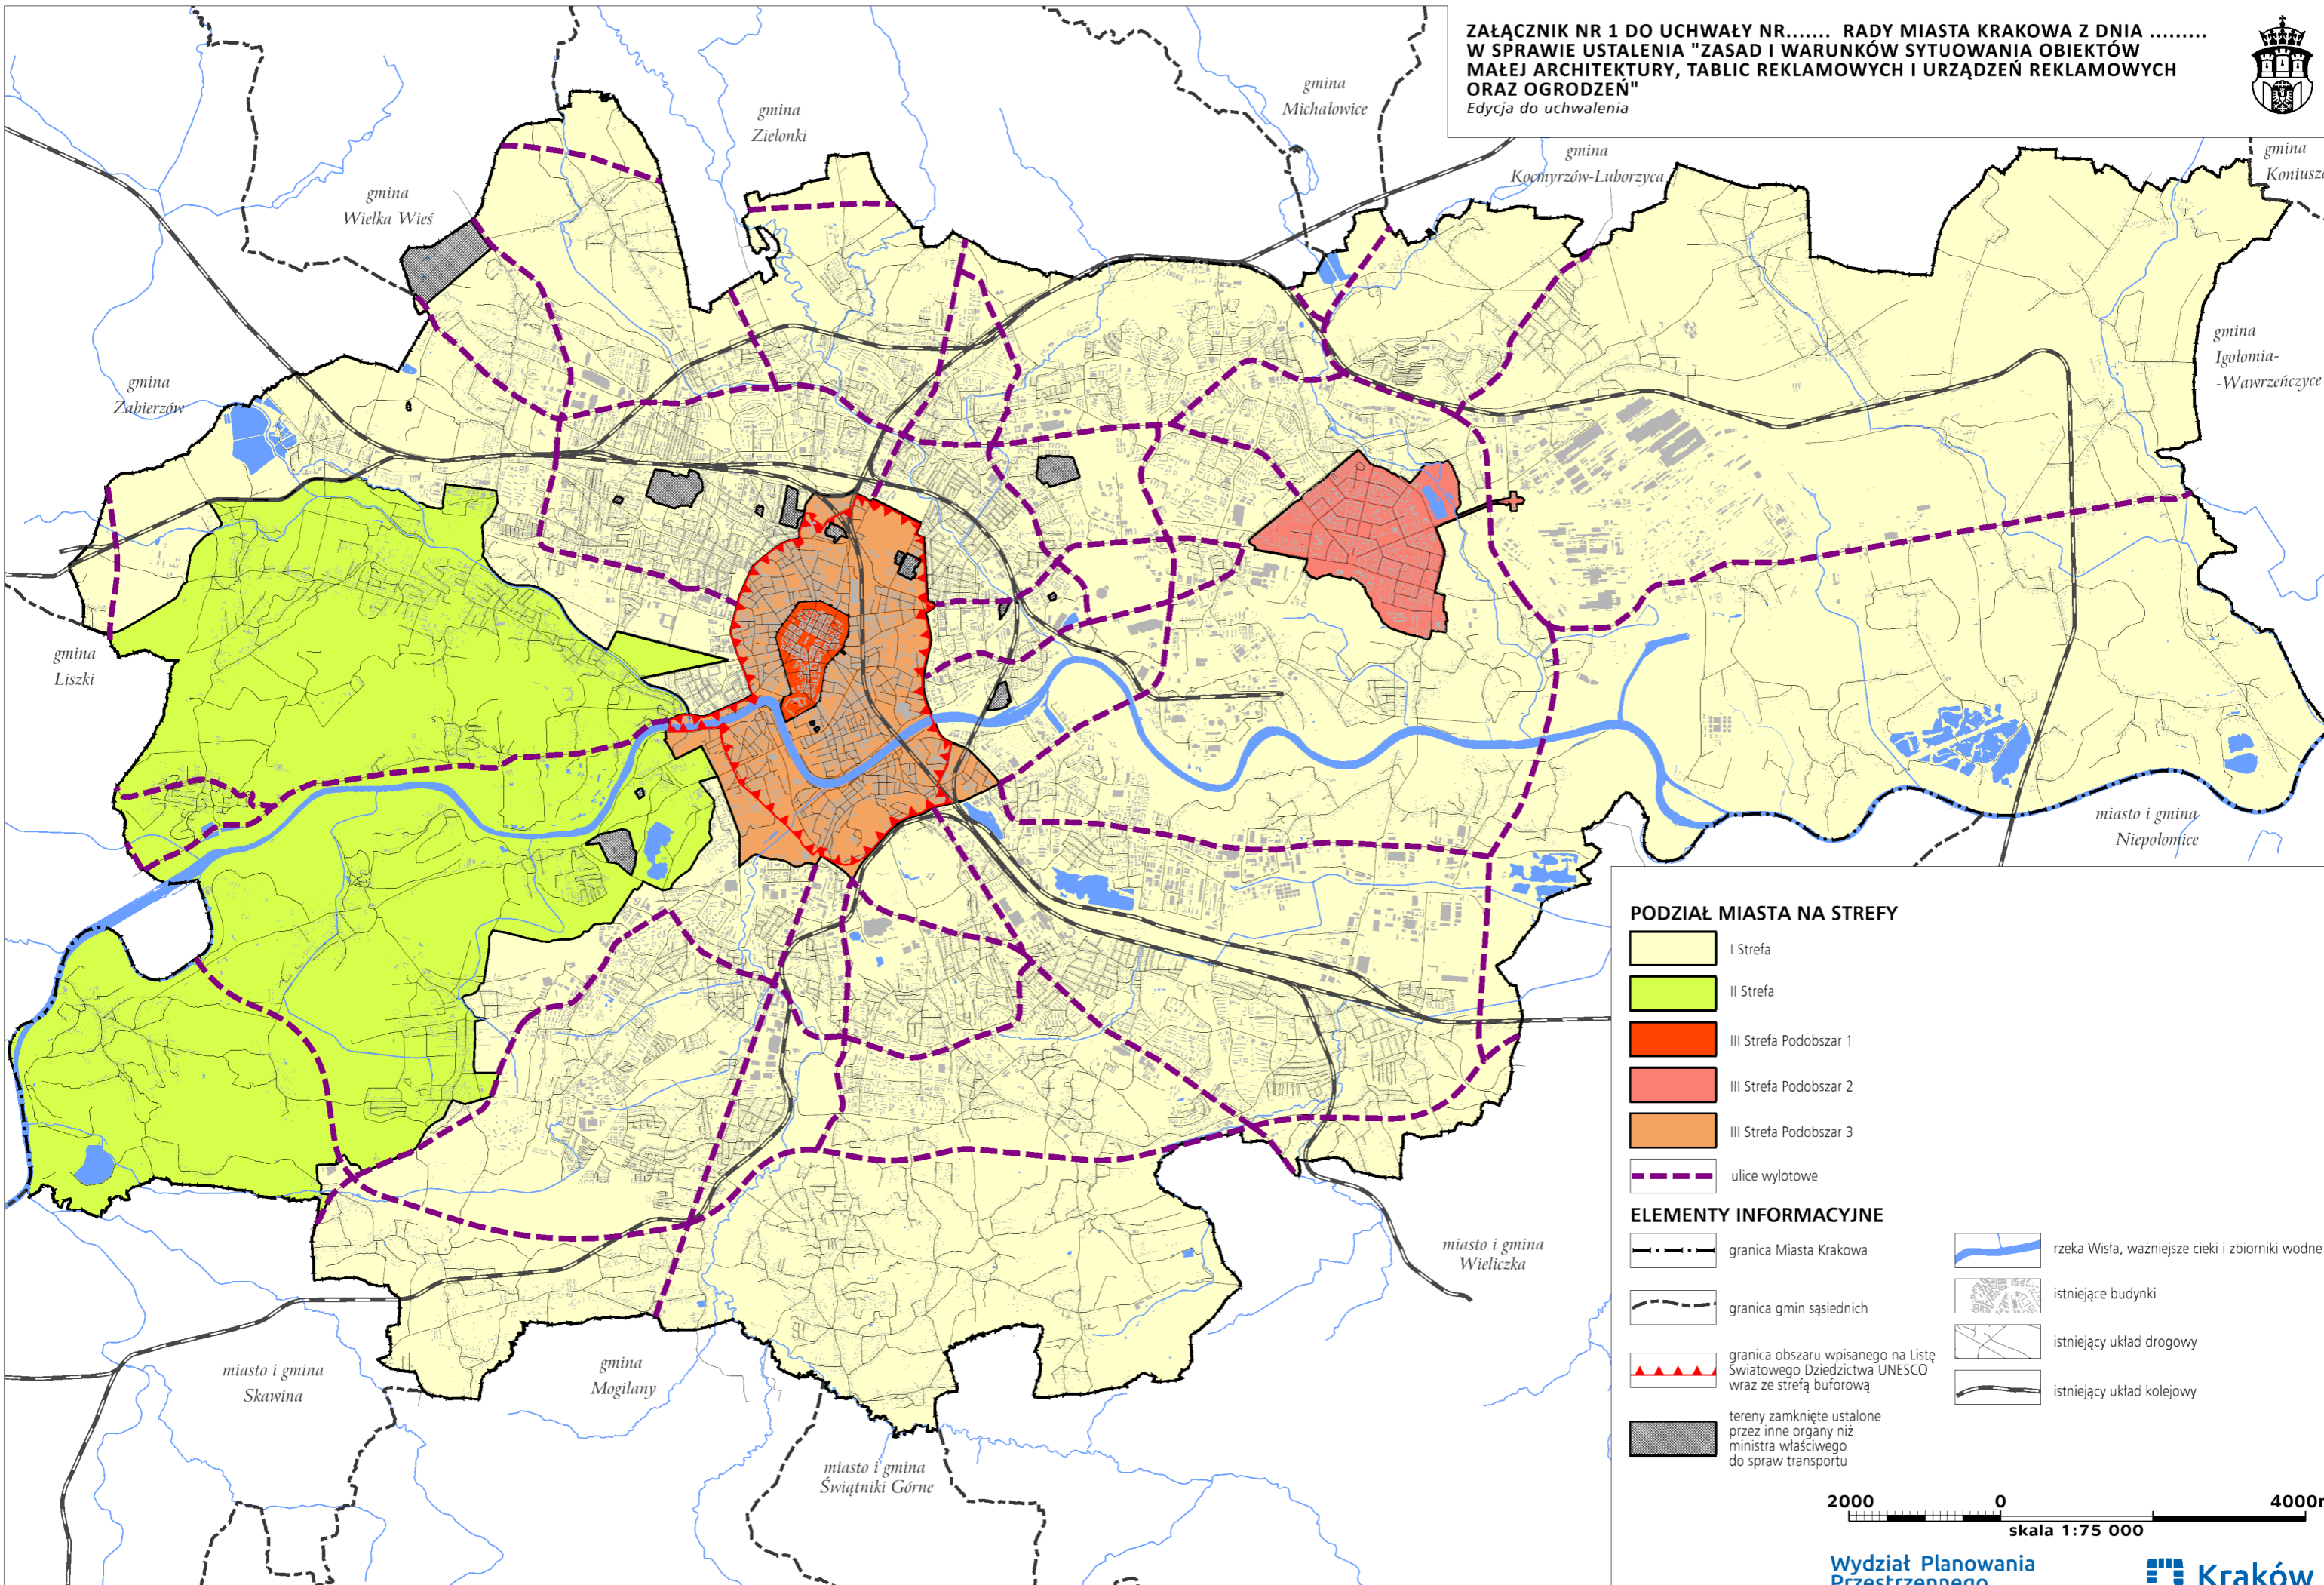 ZAŁĄCZNIK NR 1 DO UCHWAŁY NR....... RADY MIASTA KRAKOWA Z DNIA .........
W SPRAWIE USTALENIA "ZASAD I WARUNKÓW SYTUOWANIA OBIEKTÓW
MAŁEJ ARCHITEKTURY, TABLIC REKLAMOWYCH I URZĄDZEŃ REKLAMOWYCH
ORAZ OGRODZEŃ"
Edycja do uchwalenia
gmina
Michałowice
gmina
Zielonki
gmina
Kocmyrzów-Luborzyca
gmina
Koniusza
gmina
Wielka Wieś
gmina
Igołomia-
-Wawrzeńczyce
gmina
Zabierzów
gmina
Liszki
miasto i gmina
Niepołomice
miasto i gmina
Wieliczka
gmina
Mogilany
miasto i gmina
Skawina
miasto i gmina
Świątniki Górne
PODZIAŁ MIASTA NA STREFY
I Strefa
II Strefa
III Strefa Podobszar 1
III Strefa Podobszar 2
III Strefa Podobszar 3
ulice wylotowe
ELEMENTY INFORMACYJNE
granica Miasta Krakowa
granica gmin sąsiednich
granica obszaru wpisanego na Listę
Światowego Dziedzictwa UNESCO
wraz ze strefą buforową
tereny zamknięte ustalone
przez inne organy niż
ministra właściwego
do spraw transportu
rzeka Wisła, ważniejsze cieki i zbiorniki wodne
istniejące budynki
istniejący układ drogowy
istniejący układ kolejowy
2000 0 4000m
skala 1:75 000
Wydział Planowania
Przestrzennego
Kraków